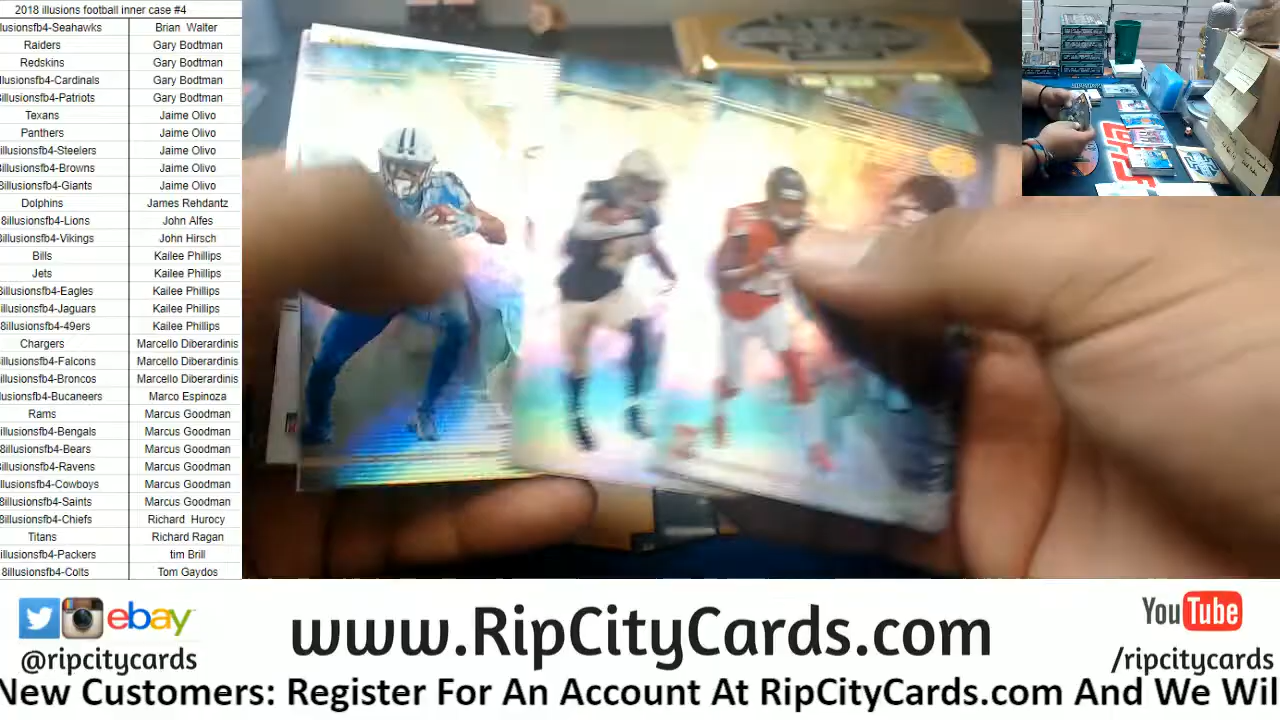 2018 illusions football inner case #4
llusionsfb4-Seahawks Brian Walter
Raiders Gary Bodtman
Redskins Gary Bodtman
llusionsfb4-Cardinals Gary Bodtman
illusionsfb4-Patriots Gary Bodtman
Texans Jaime Olivo
Panthers Jaime Olivo
illusionsfb4-Steelers Jaime Olivo
illusionsfb4-Browns Jaime Olivo
8illusionsfb4-Giants Jaime Olivo
Dolphins James Rehdantz
8illusionsfb4-Lions John Alfes
illusionsfb4-Vikings John Hirsch
Bills Kailee Phillips
Jets Kailee Phillips
8illusionsfb4-Eagles Kailee Phillips
illusionsfb4-Jaguars Kailee Phillips
8illusionsfb4-49ers Kailee Phillips
Chargers Marcello Diberardinis
illusionsfb4-Falcons Marcello Diberardinis
illusionsfb4-Broncos Marcello Diberardinis
lusionsfb4-Bucaneers Marco Espinoza
Rams Marcus Goodman
illusionsfb4-Bengals Marcus Goodman
8illusionsfb4-Bears Marcus Goodman
illusionsfb4-Ravens Marcus Goodman
illusionsfb4-Cowboys Marcus Goodman
8illusionsfb4-Saints Marcus Goodman
8illusionsfb4-Chiefs Richard Hurocy
Titans Richard Ragan
illusionsfb4-Packers tim Brill
8illusionsfb4-Colts Tom Gaydos
ebay
@ripcitycards
www.RipCityCards.com
YouTube
/ripcitycards
New Customers: Register For An Account At RipCityCards.com And We Wil